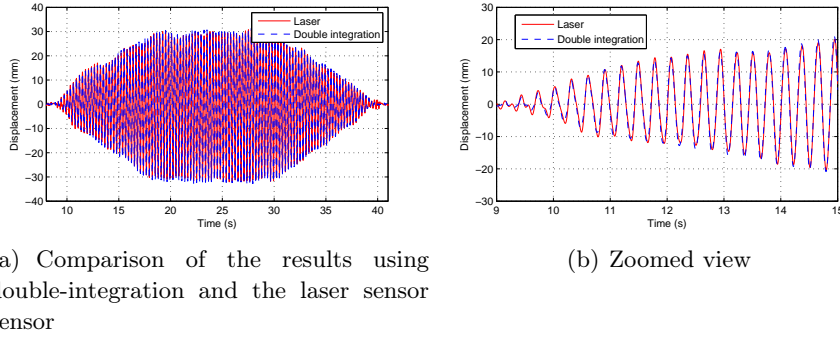 Laser
Double integration
Displacement (mm)
40
30
20
10
0
−10
−20
−30
−40
10 15 20 25 30 35 40
Time (s)
a) Comparison of the results using
double-integration and the laser sensor
ensor
Laser
Double integration
Displacement (mm)
30
20
10
0
−10
−20
−30
9 10 11 12 13 14 15
Time (s)
(b) Zoomed view